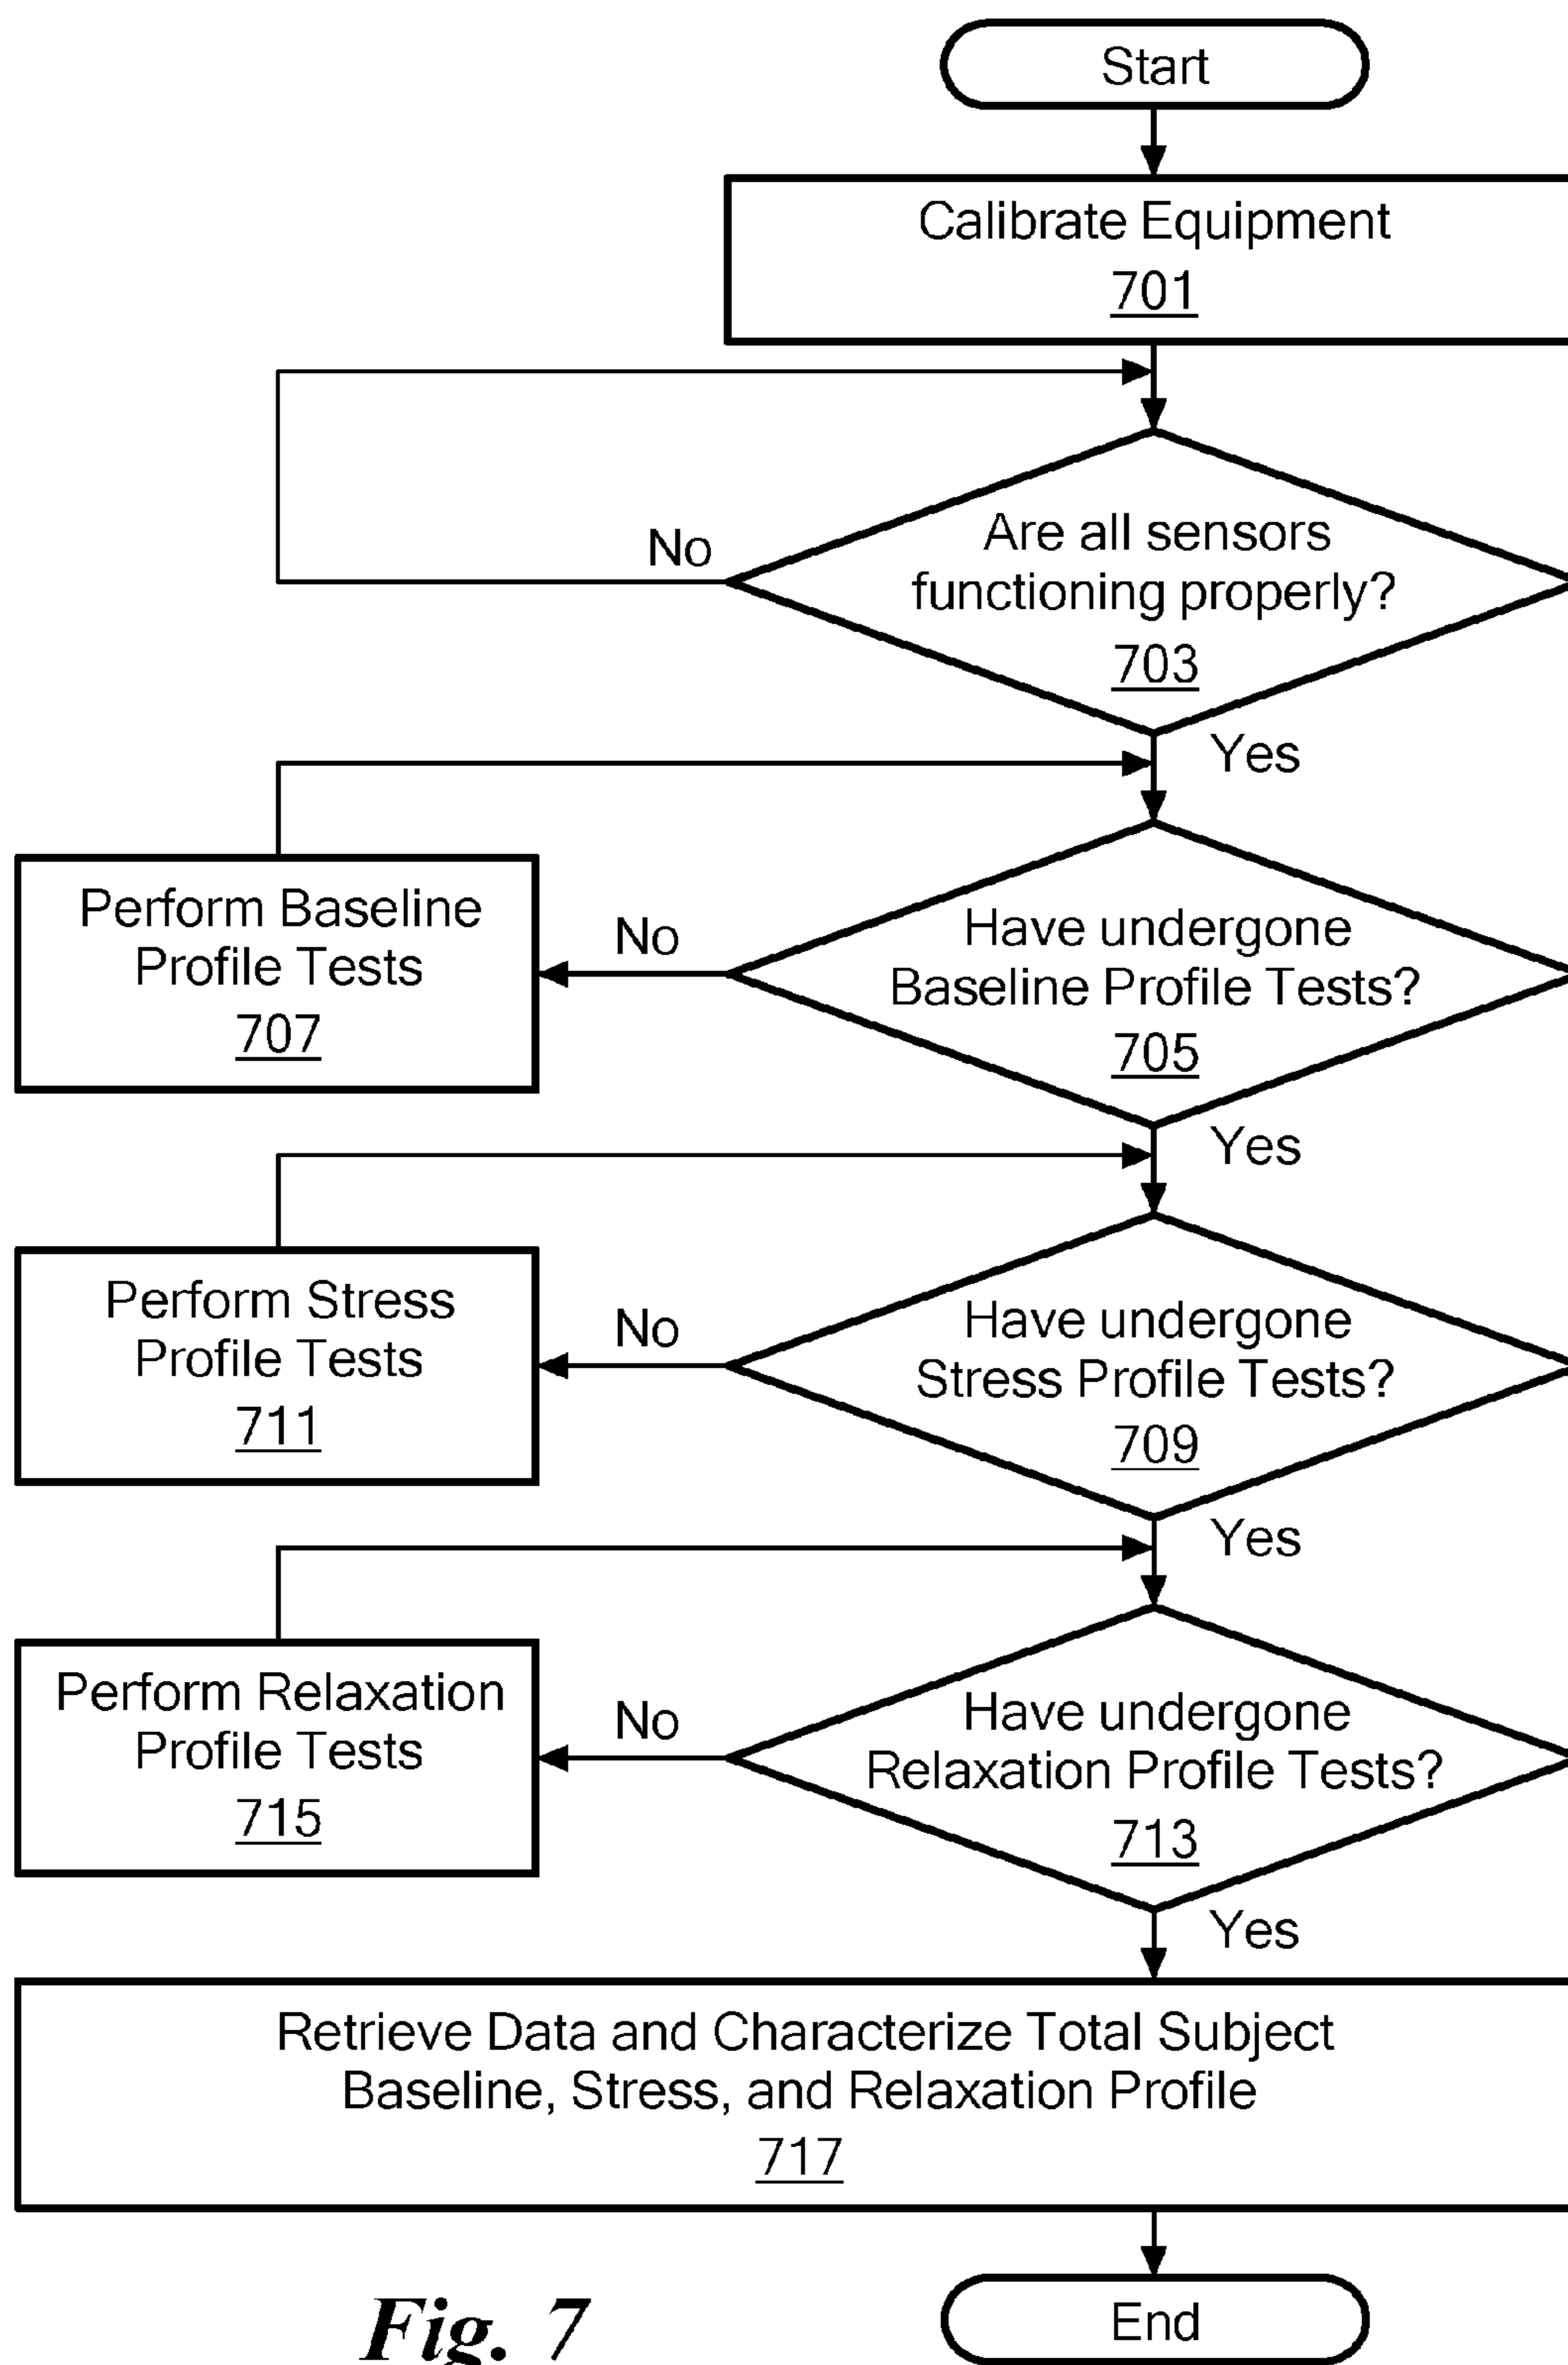 Start
Calibrate Equipment
701
No
Are all sensors
functioning properly?
703
Yes
Perform Baseline
Profile Tests
707
No
Have undergone
Baseline Profile Tests?
705
Yes
Perform Stress
Profile Tests
711
No
Have undergone
Stress Profile Tests?
709
Yes
Perform Relaxation
Profile Tests
715
No
Have undergone
Relaxation Profile Tests?
713
Yes
Retrieve Data and Characterize Total Subject
Baseline, Stress, and Relaxation Profile
717
Fig. 7
End